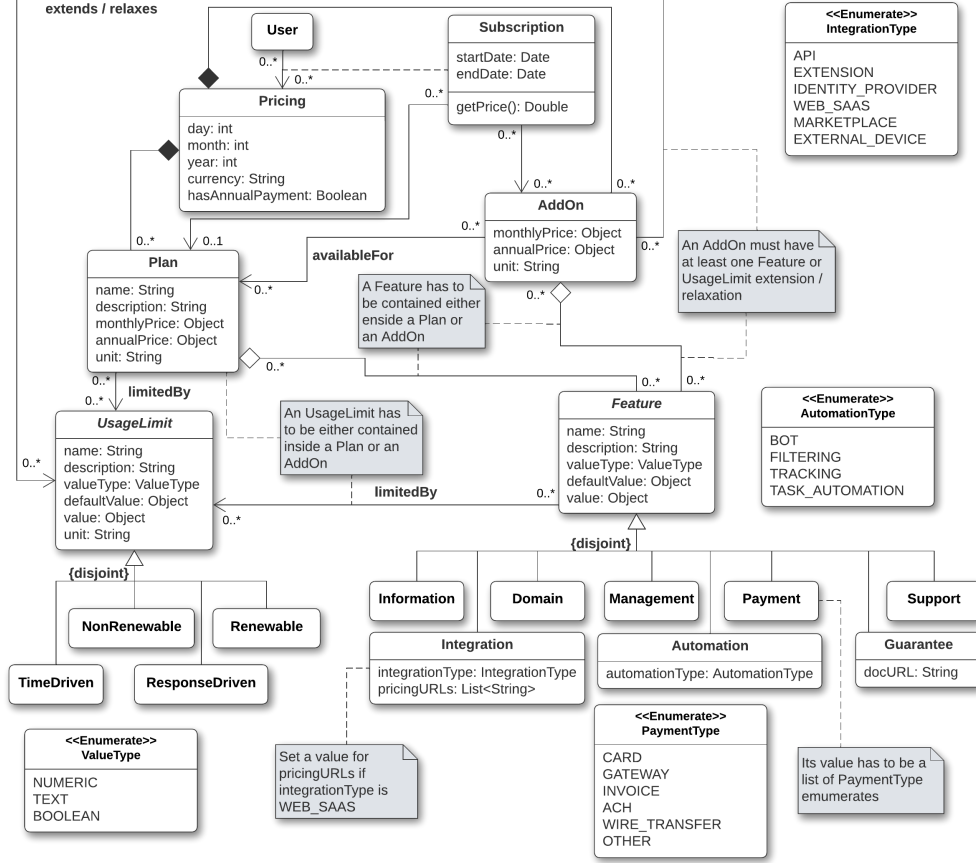 extends / relaxes
User
0..*
0..*
Subscription
startDate: Date
endDate: Date
getPrice(): Double
0..*
0..*
<<Enumerate>>
IntegrationType
API
EXTENSION
IDENTITY_PROVIDER
WEB_SAAS
MARKETPLACE
EXTERNAL_DEVICE
Pricing
day: int
month: int
year: int
currency: String
hasAnnualPayment: Boolean
0..*
0..1
0..*
0..*
AddOn
monthlyPrice: Object
annualPrice: Object
unit: String
0..*
0..*
availableFor
0..*
0..*
Plan
name: String
description: String
monthlyPrice: Object
annualPrice: Object
unit: String
0..*
A Feature has to
be contained either
enside a Plan or
an AddOn
An AddOn must have
at least one Feature or
UsageLimit extension /
relaxation
0..*
limitedBy
0..*
0..*
0..*
UsageLimit
name: String
description: String
valueType: ValueType
defaultValue: Object
value: Object
unit: String
0..*
An UsageLimit has
to be either contained
inside a Plan or an
AddOn
limitedBy
0..*
0..*
Feature
name: String
description: String
valueType: ValueType
defaultValue: Object
value: Object
<<Enumerate>>
AutomationType
BOT
FILTERING
TRACKING
TASK_AUTOMATION
{disjoint}
{disjoint}
NonRenewable
Renewable
TimeDriven
ResponseDriven
Information
Domain
Management
Payment
Support
Integration
integrationType: IntegrationType
pricingURLs: List<String>
Automation
automationType: AutomationType
Guarantee
docURL: String
<<Enumerate>>
ValueType
NUMERIC
TEXT
BOOLEAN
Set a value for
pricingURLs if
integrationType is
WEB_SAAS
<<Enumerate>>
PaymentType
CARD
GATEWAY
INVOICE
ACH
WIRE_TRANSFER
OTHER
Its value has to be a
list of PaymentType
emumerates